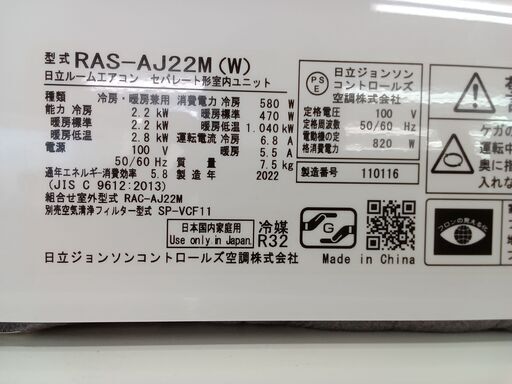 型式 RAS-AJ22M (W)
日立ルームエアコン セパレート形室内ユニット
種類 冷房・暖房兼用
能力 冷房 2.2 kW
暖房標準 2.2 kW
暖房低温 2.8 kW
電源 100 V
50/60 Hz
消費電力 冷房 580 W
暖房標準 470 W
暖房低温 1.040 kW
運転電流 冷房 6.8 A
暖房 5.5 A
質量 7.5 kg
通年エネルギー消費効率 5.8
製造年 2022
(JIS C 9612:2013)
組合せ室外型式 RAC-AJ22M
別売空気清浄フィルター型式 SP-VCF11
日本国内家庭用
Use only in Japan.
冷媒
R32
日立ジョンソンコントロールズ空調株式会社
PS
E
日立ジョンソン
コントロールズ
空調株式会社
定格電圧 100 V
定格周波数 50/60 Hz
電動機の定格
消費電力 820 W
製造番号 110116
G
フロンの見える化
Made in China
ケガの
運転中
奥に指
入れな